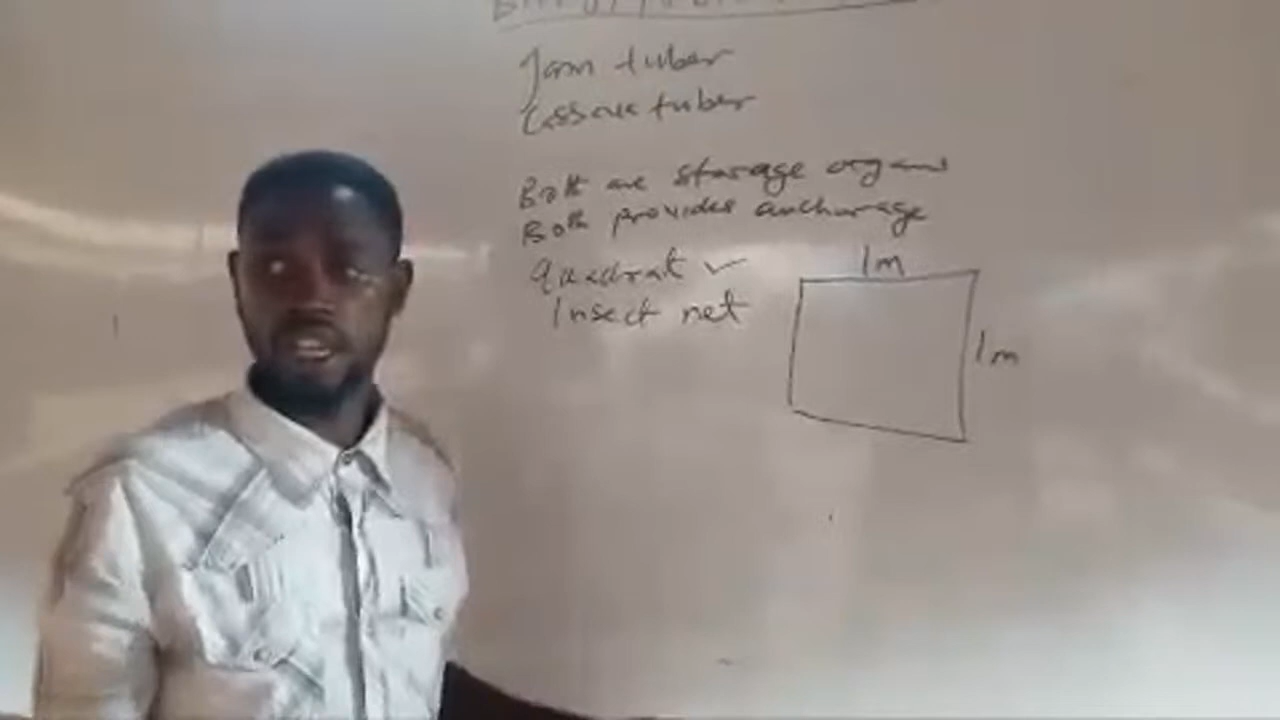 Yam tuber
Cassava tuber
Both are storage organs
Both provides anchorage
Quadrat ✓
Insect net
1m
1m